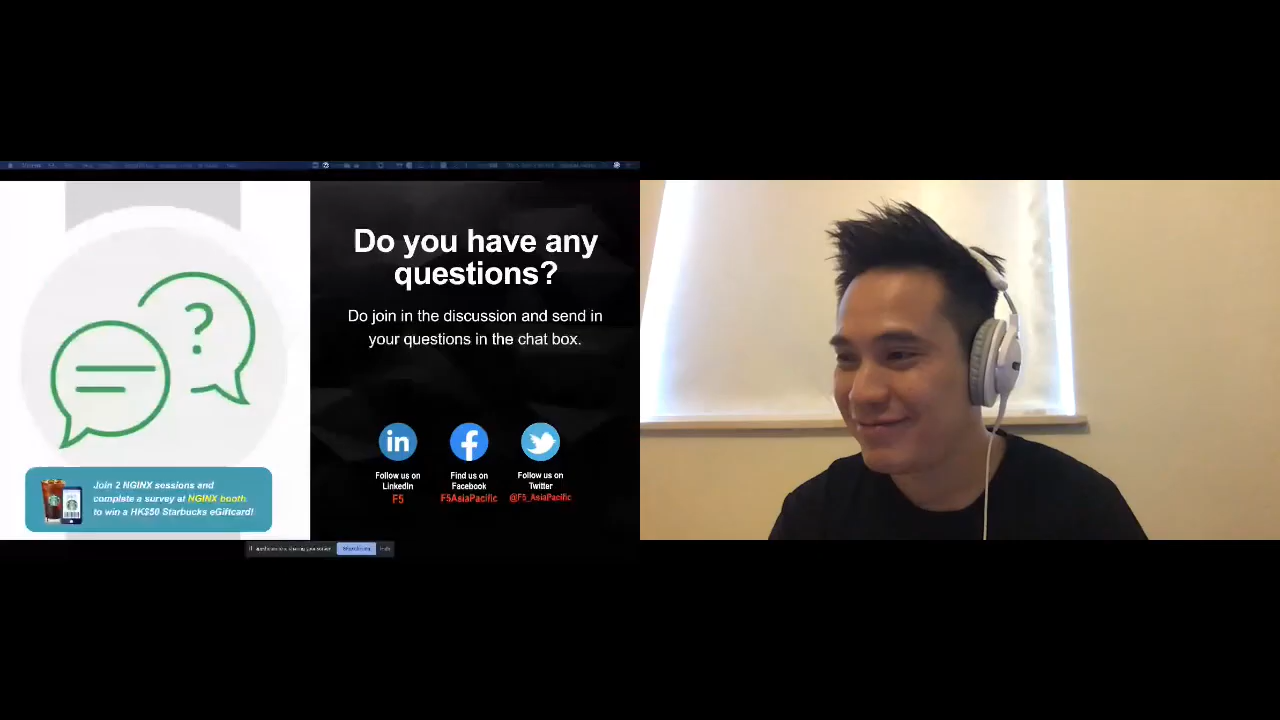 Do you have any
questions?
Do join in the discussion and send in
your questions in the chat box.
in
f
Follow us on
LinkedIn
F5
Find us on
Facebook
F5AsiaPacific
Follow us on
Twitter
@F5_AsiaPacific
?
Join 2 NGINX sessions and
complete a survey at NGINX booth
to win a HK$50 Starbucks eGiftcard!